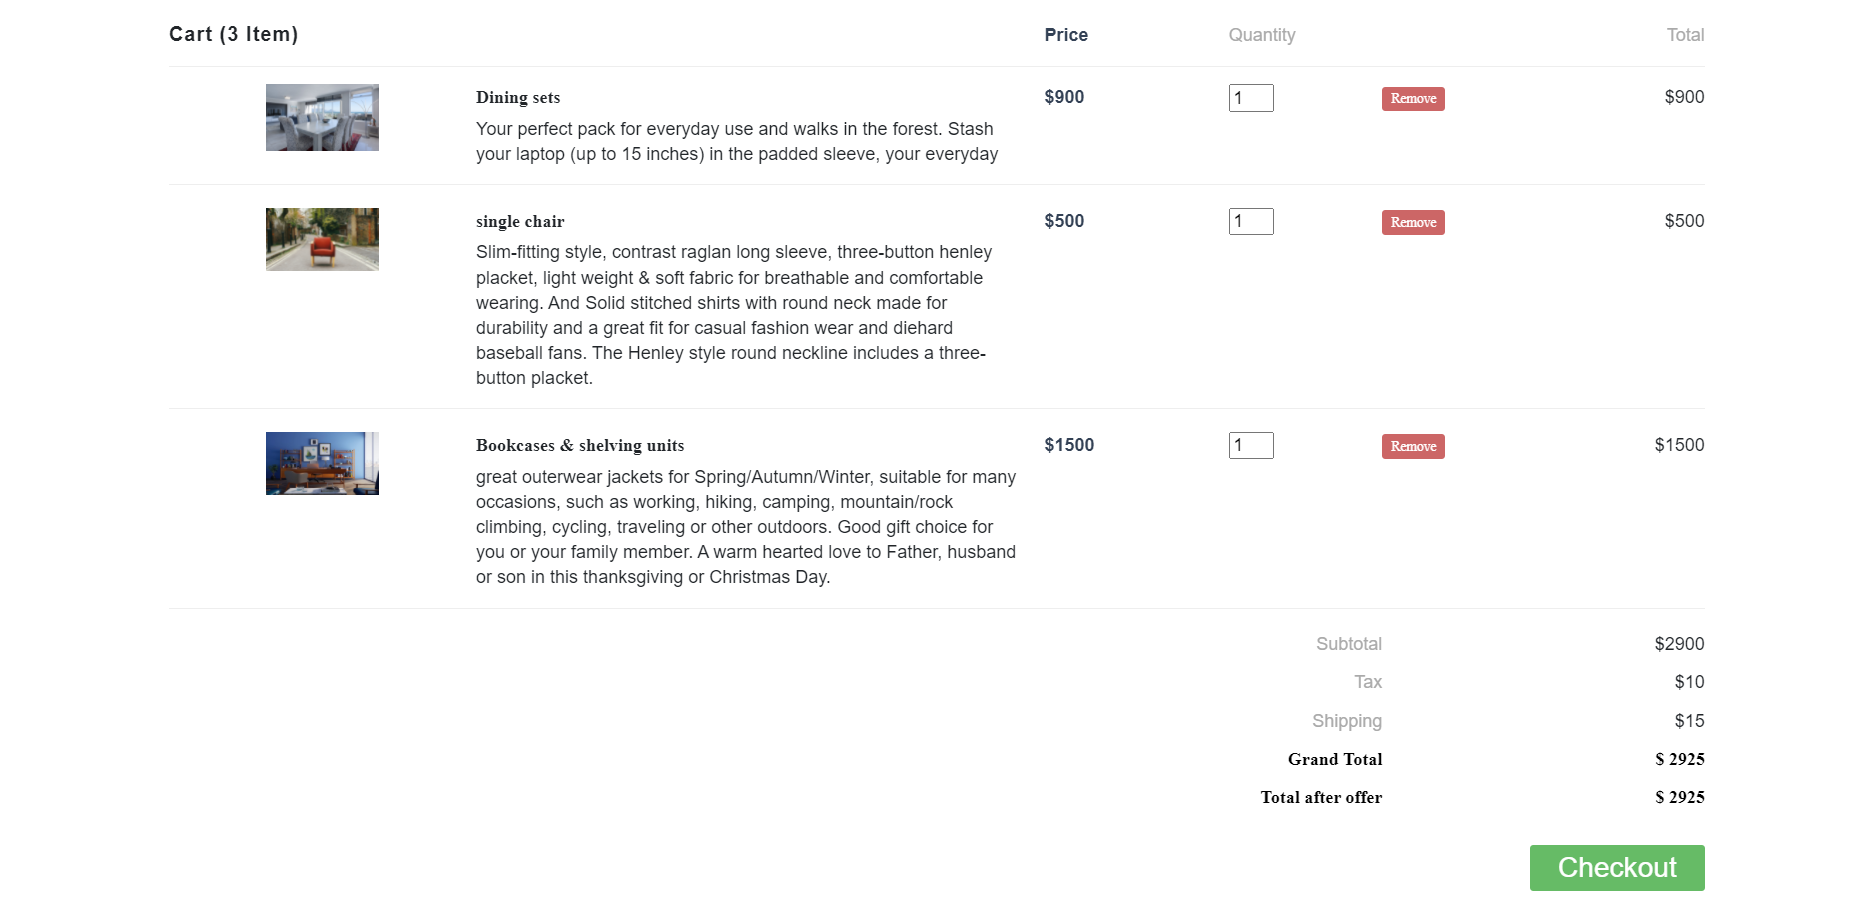 Cart (3 Item) Price Quantity Total
Dining sets $900 1 Remove $900
Your perfect pack for everyday use and walks in the forest. Stash
your laptop (up to 15 inches) in the padded sleeve, your everyday
single chair $500 1 Remove $500
Slim-fitting style, contrast raglan long sleeve, three-button henley
placket, light weight & soft fabric for breathable and comfortable
wearing. And Solid stitched shirts with round neck made for
durability and a great fit for casual fashion wear and diehard
baseball fans. The Henley style round neckline includes a three-
button placket.
Bookcases & shelving units $1500 1 Remove $1500
great outerwear jackets for Spring/Autumn/Winter, suitable for many
occasions, such as working, hiking, camping, mountain/rock
climbing, cycling, traveling or other outdoors. Good gift choice for
you or your family member. A warm hearted love to Father, husband
or son in this thanksgiving or Christmas Day.
Subtotal $2900
Tax $10
Shipping $15
Grand Total $ 2925
Total after offer $ 2925
Checkout